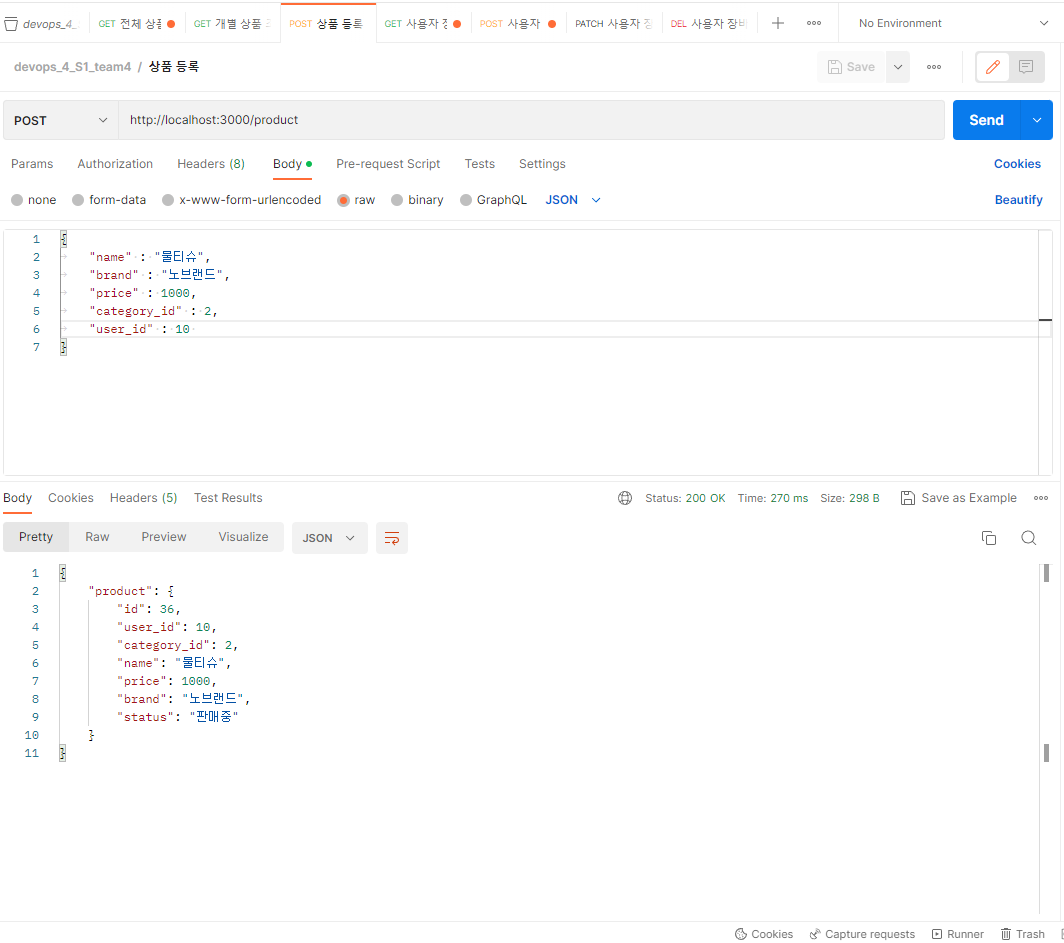 devops_4_ GET 전체 상품 GET 개별 상품 POST 상품 등록 GET 사용자 POST 사용자 PATCH 사용자 DEL 사용자 장바 No Environment
devops_4_S1_team4 / 상품 등록 Save
POST http://localhost:3000/product Send
Params Authorization Headers (8) Body Pre-request Script Tests Settings Cookies
none form-data x-www-form-urlencoded raw binary GraphQL JSON Beautify
1 {
2 "name" : "물티슈",
3 "brand" : "노브랜드",
4 "price" : 1000,
5 "category_id" : 2,
6 "user_id" : 10
7 }
Body Cookies Headers (5) Test Results Status: 200 OK Time: 270 ms Size: 298 B Save as Example
Pretty Raw Preview Visualize JSON
1 {
2 "product": {
3 "id": 36,
4 "user_id": 10,
5 "category_id": 2,
6 "name": "물티슈",
7 "price": 1000,
8 "brand": "노브랜드",
9 "status": "판매중"
10 }
11 }
Cookies Capture requests Runner Trash